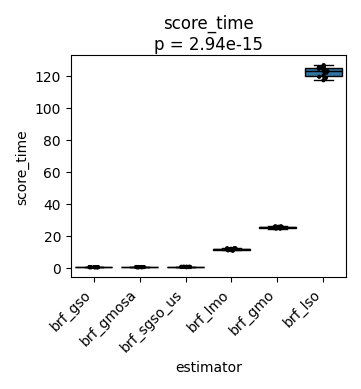 score_time
p = 2.94e-15
score_time
120
100
80
60
40
20
0
brf_gso
brf_gmosa
brf_sgso_us
brf_lmo
brf_gmo
brf_lso
estimator